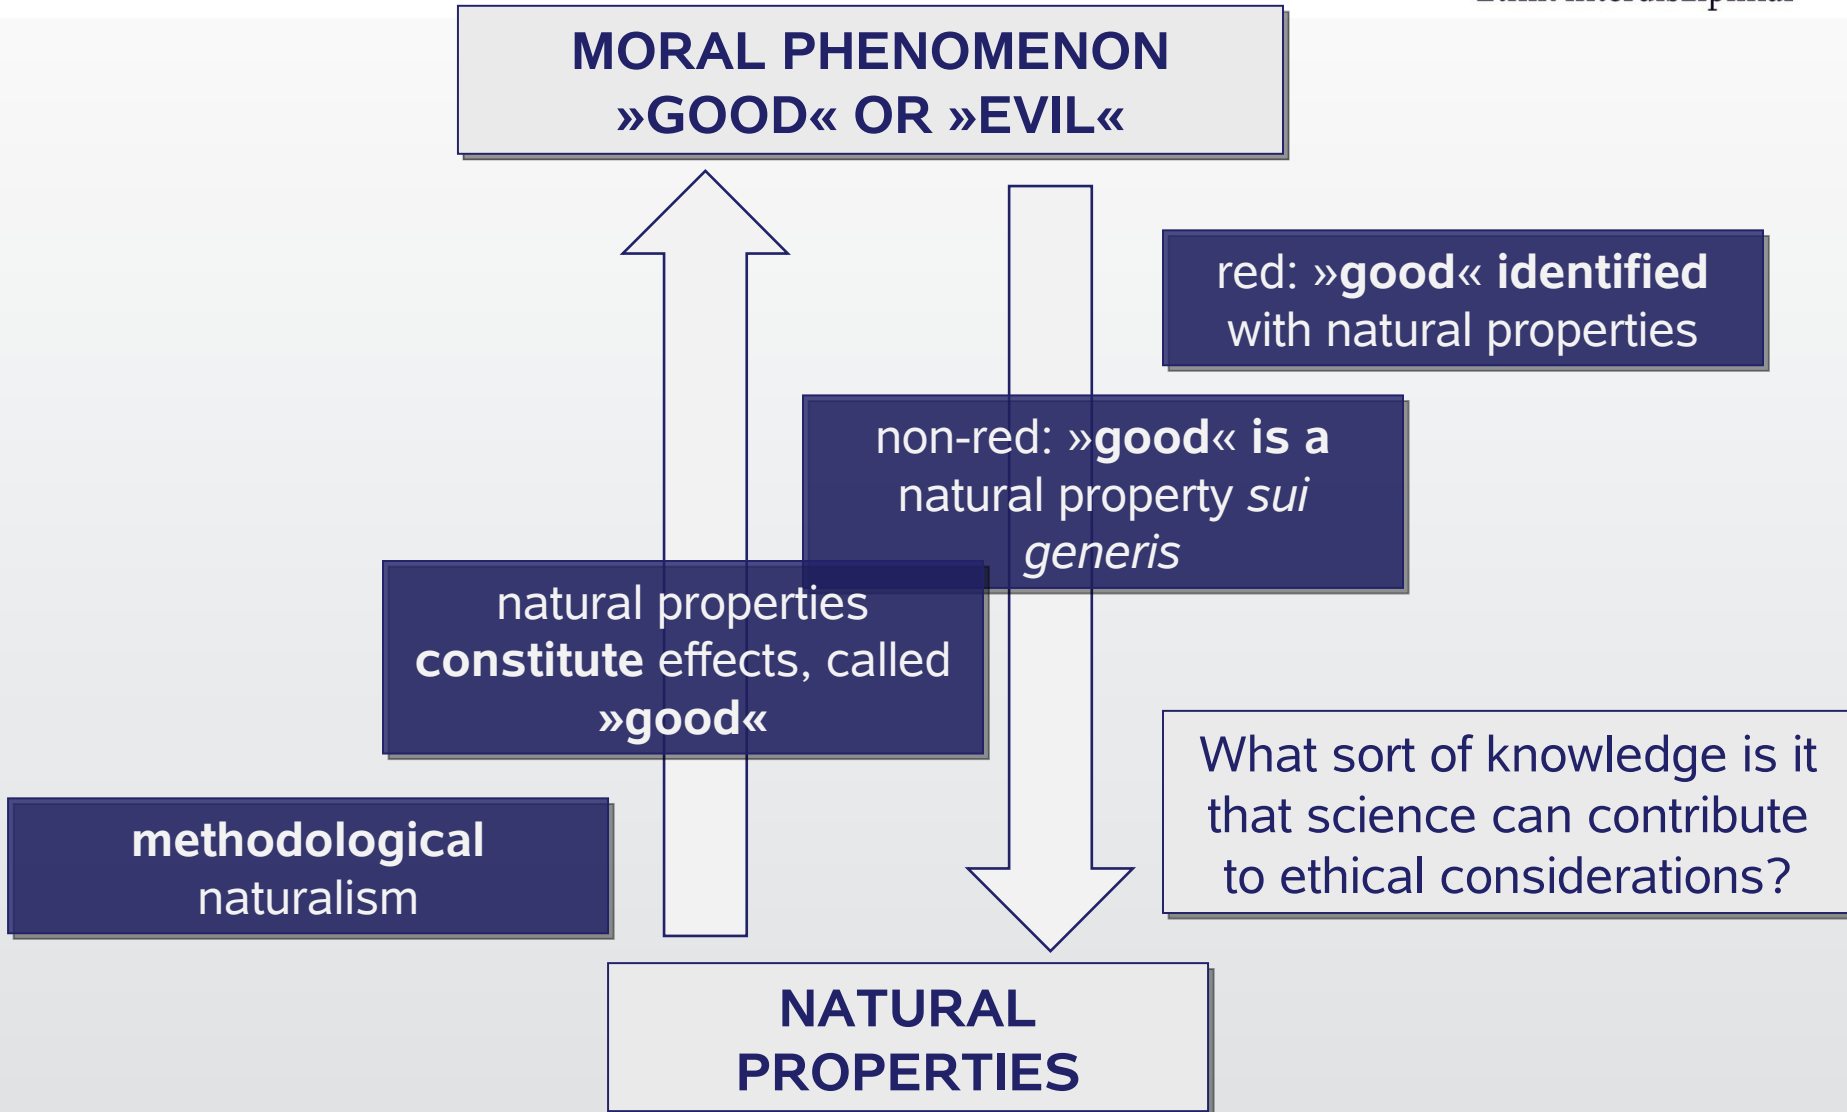 MORAL PHENOMENON
»GOOD« OR »EVIL«
red: »good« identified
with natural properties
non-red: »good« is a
natural property sui
generis
natural properties
constitute effects, called
»good«
What sort of knowledge is it
that science can contribute
to ethical considerations?
methodological
naturalism
NATURAL
PROPERTIES